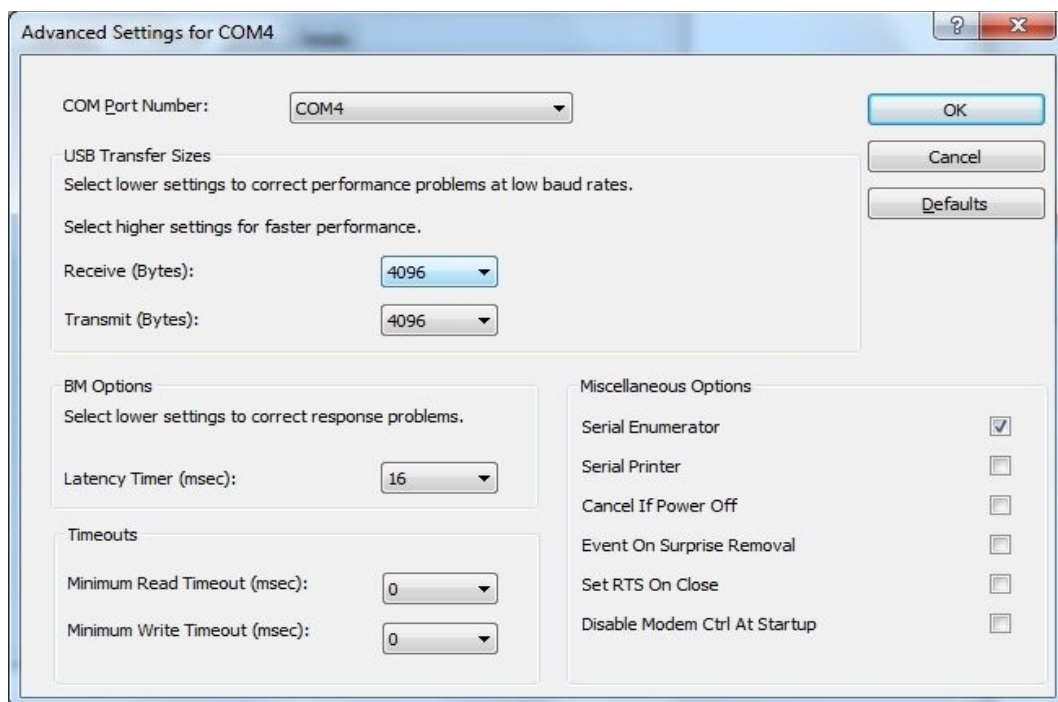 Advanced Settings for COM4
COM Port Number: COM4
OK
USB Transfer Sizes
Cancel
Select lower settings to correct performance problems at low baud rates.
Defaults
Select higher settings for faster performance.
Receive (Bytes): 4096
Transmit (Bytes): 4096
BM Options
Select lower settings to correct response problems.
Latency Timer (msec): 16
Timeouts
Minimum Read Timeout (msec): 0
Minimum Write Timeout (msec): 0
Miscellaneous Options
Serial Enumerator
Serial Printer
Cancel If Power Off
Event On Surprise Removal
Set RTS On Close
Disable Modem Ctrl At Startup